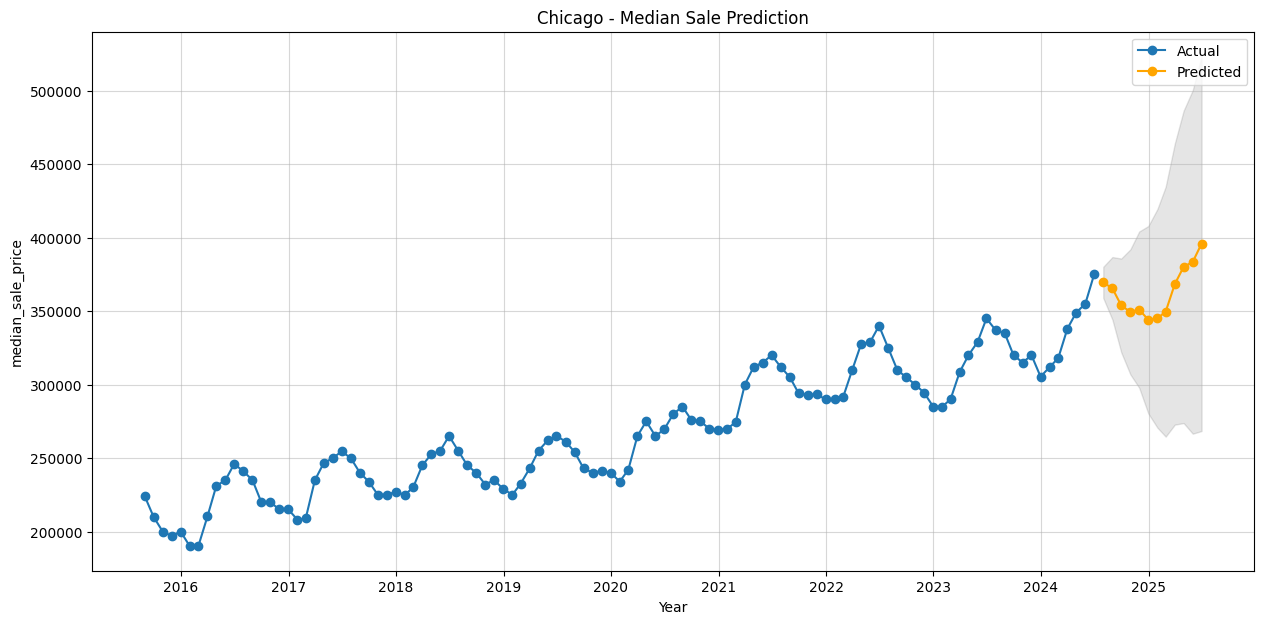 Chicago - Median Sale Prediction
Actual
Predicted
500000
450000
400000
350000
300000
250000
200000
median_sale_price
2016 2017 2018 2019 2020 2021 2022 2023 2024 2025
Year